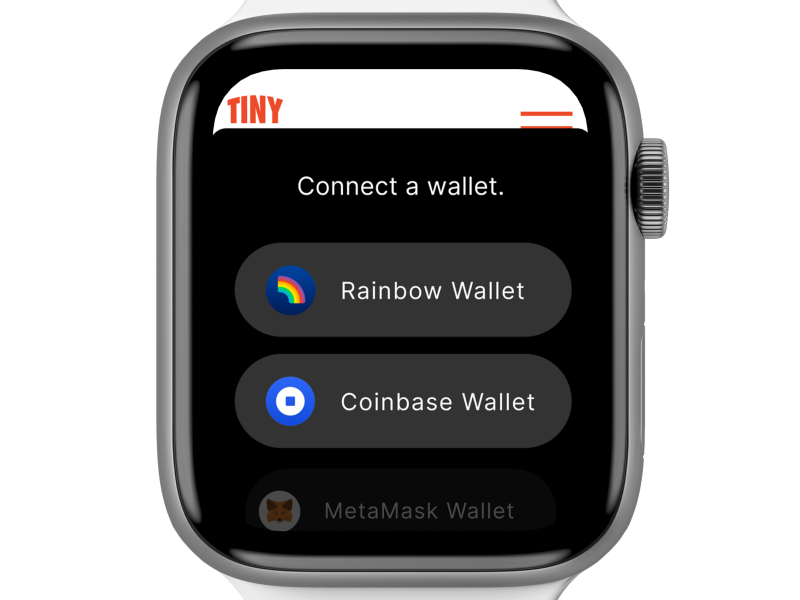 TINY
Connect a wallet.
Rainbow Wallet
Coinbase Wallet
MetaMask Wallet